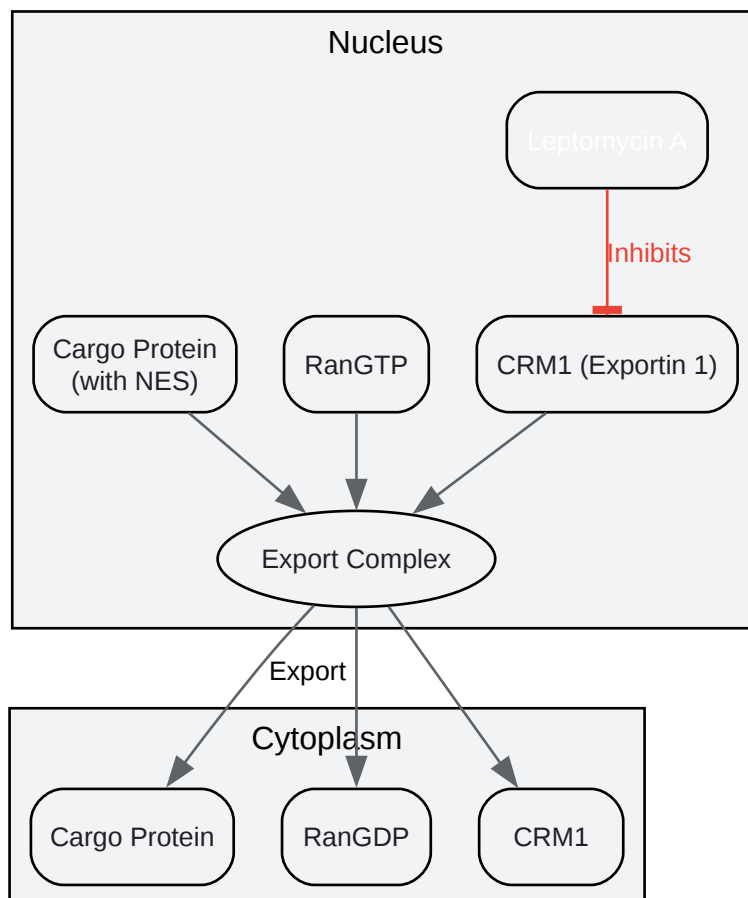 Nucleus
Leptomycin A
Inhibits
Cargo Protein
(with NES)
RanGTP
CRM1 (Exportin 1)
Export Complex
Export
Cytoplasm
Cargo Protein
RanGDP
CRM1